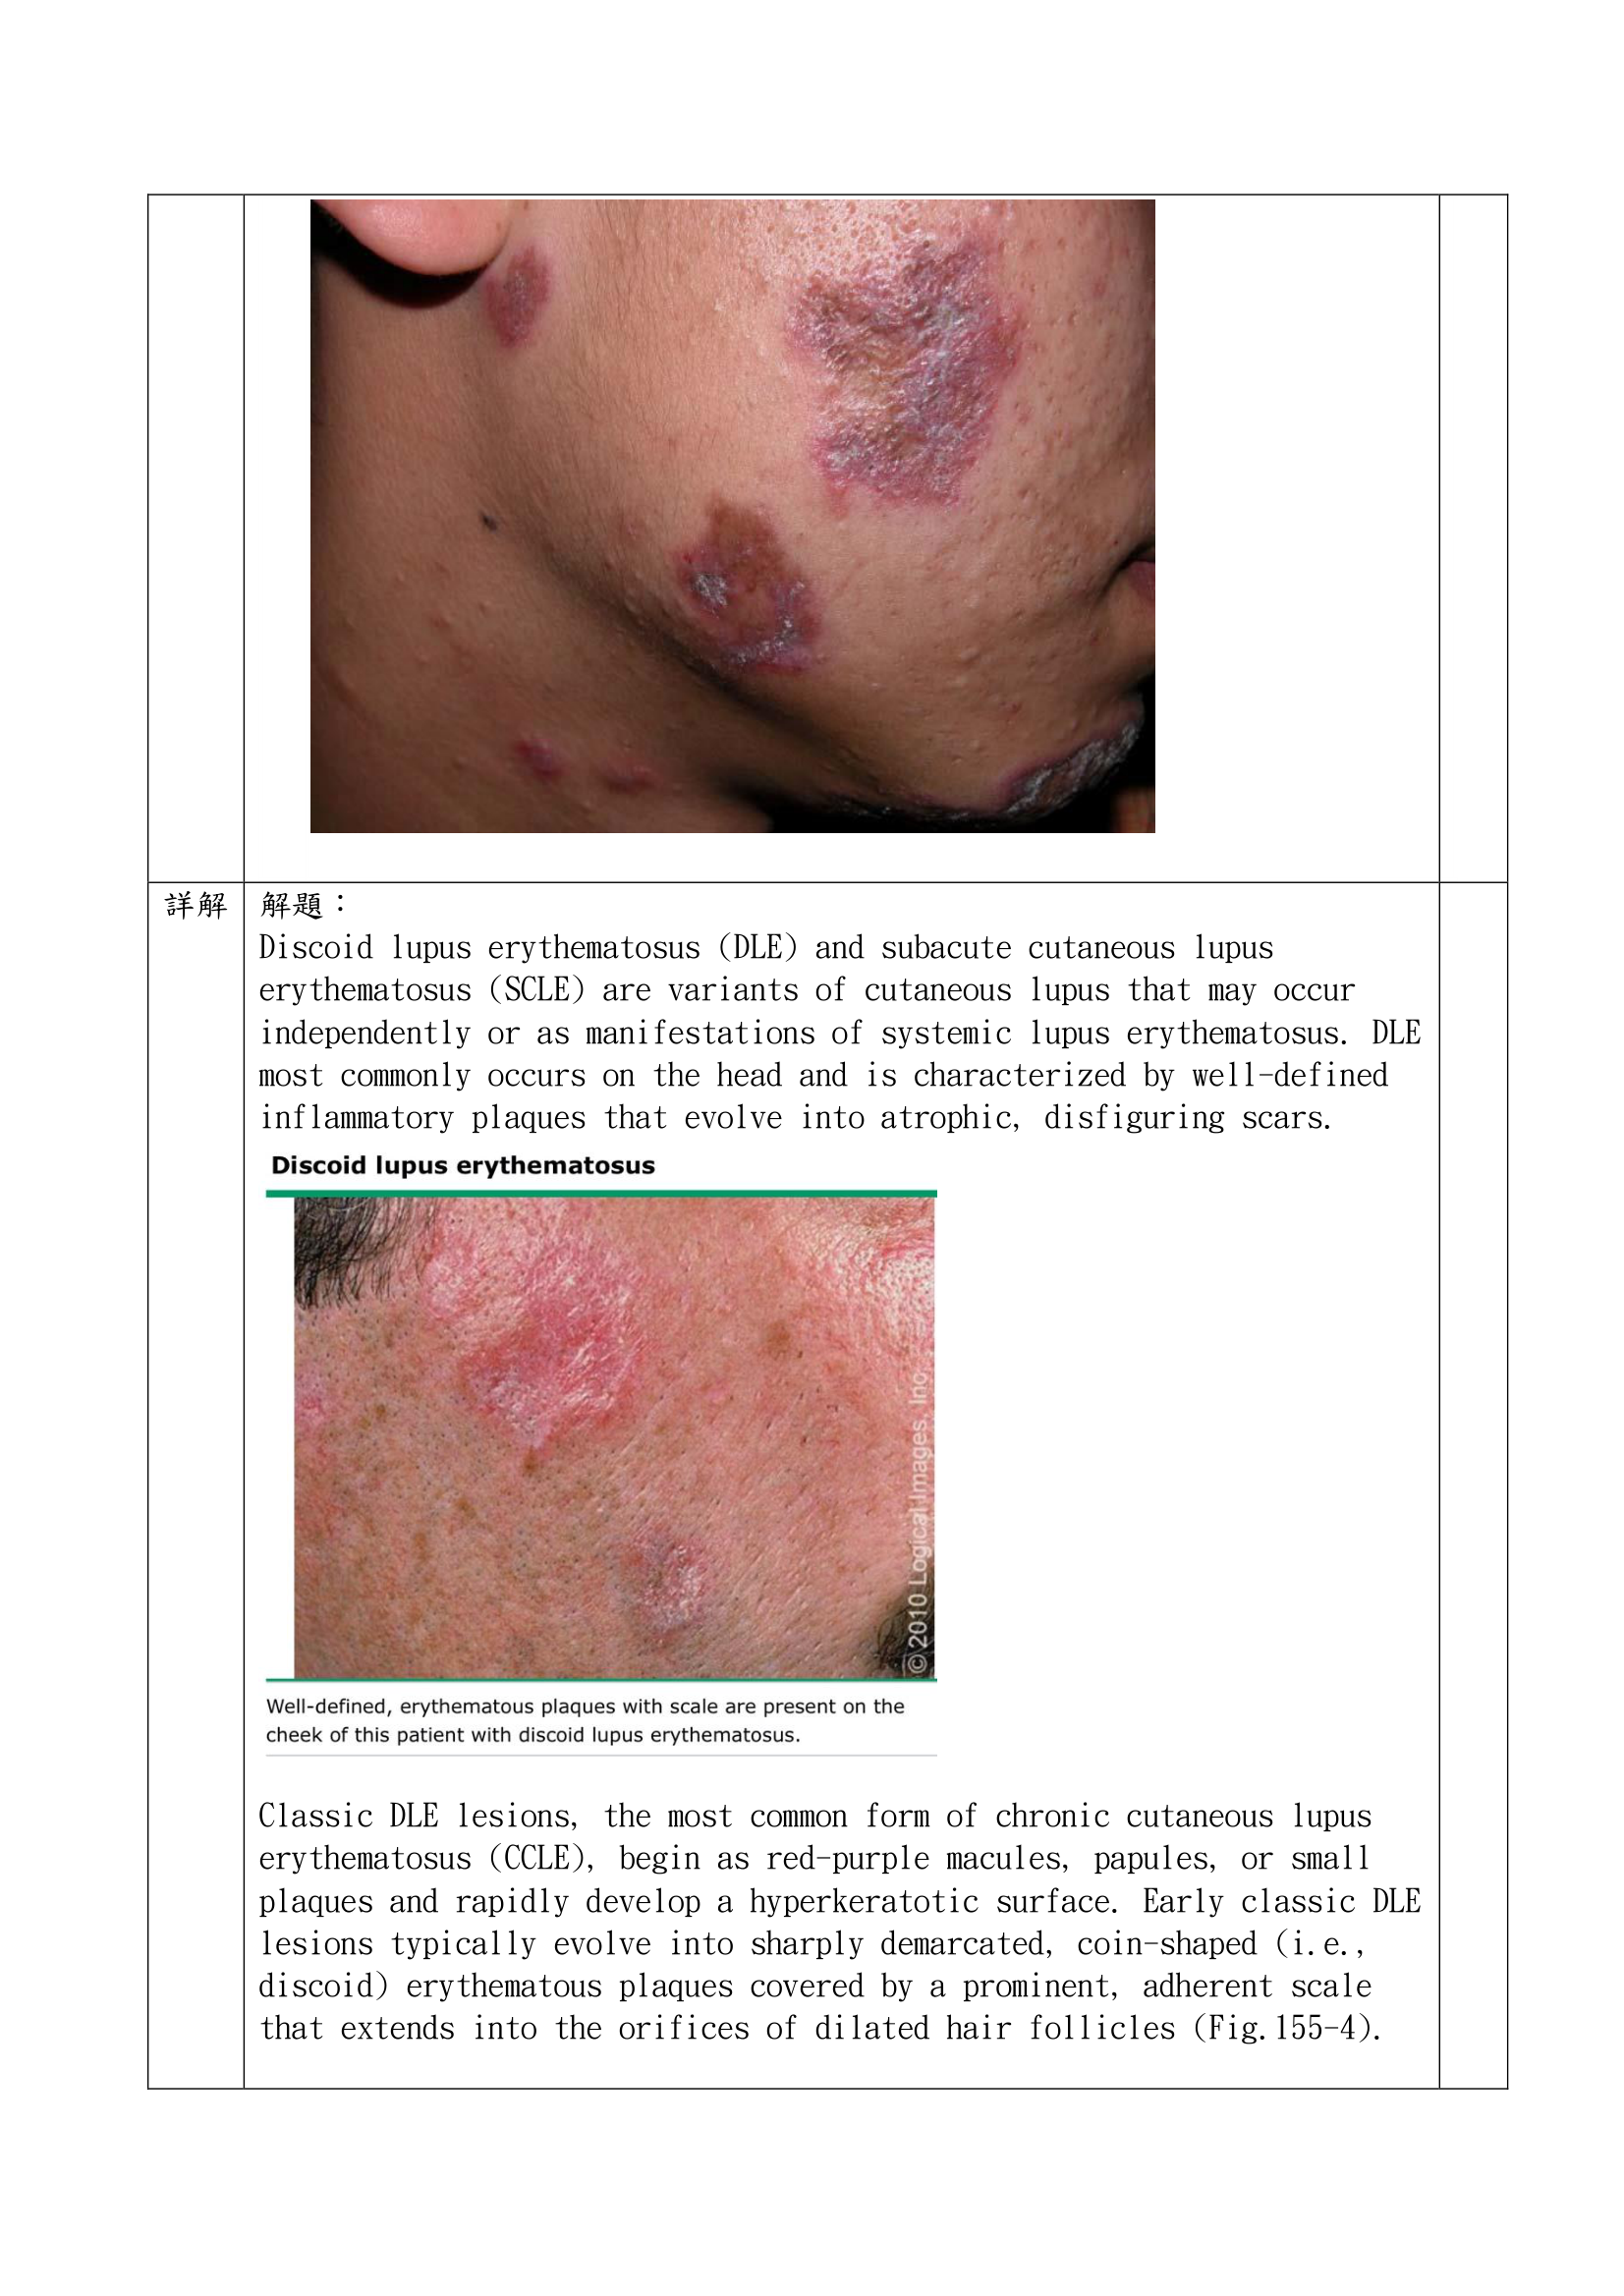 詳解
解題：
Discoid lupus erythematosus (DLE) and subacute cutaneous lupus
erythematosus (SCLE) are variants of cutaneous lupus that may occur
independently or as manifestations of systemic lupus erythematosus. DLE
most commonly occurs on the head and is characterized by well-defined
inflammatory plaques that evolve into atrophic, disfiguring scars.
Discoid lupus erythematosus
© 2010 Logical Images, Inc.
Well-defined, erythematous plaques with scale are present on the
cheek of this patient with discoid lupus erythematosus.
Classic DLE lesions, the most common form of chronic cutaneous lupus
erythematosus (CCLE), begin as red-purple macules, papules, or small
plaques and rapidly develop a hyperkeratotic surface. Early classic DLE
lesions typically evolve into sharply demarcated, coin-shaped (i.e.,
discoid) erythematous plaques covered by a prominent, adherent scale
that extends into the orifices of dilated hair follicles (Fig.155-4).